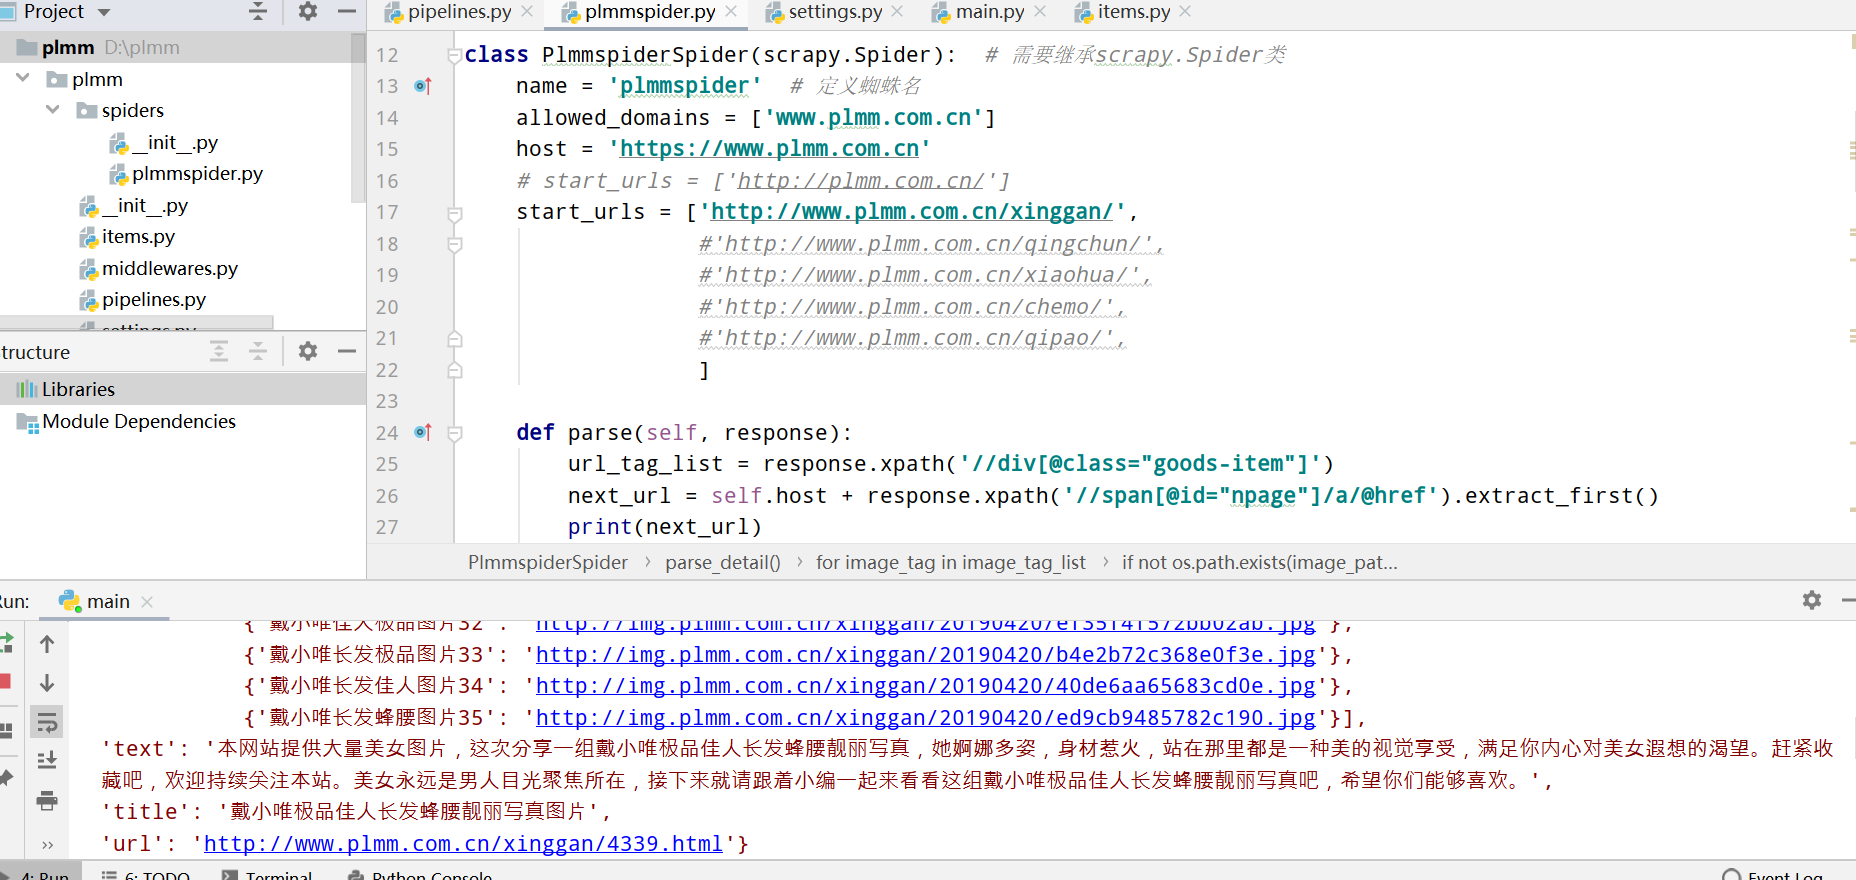 Project
pipelines.py
plmmspider.py
settings.py
main.py
items.py
plmm D:\plmm
plmm
spiders
__init__.py
plmmspider.py
__init__.py
items.py
middlewares.py
pipelines.py
settings.py
tructure
Libraries
Module Dependencies
12 class PlmmspiderSpider(scrapy.Spider):  # 需要继承scrapy.Spider类
13 name = 'plmmspider'  # 定义蜘蛛名
14 allowed_domains = ['www.plmm.com.cn']
15 host = 'https://www.plmm.com.cn'
16 # start_urls = ['http://plmm.com.cn/']
17 start_urls = ['http://www.plmm.com.cn/xinggan/',
18 #'http://www.plmm.com.cn/qingchun/',
19 #'http://www.plmm.com.cn/xiaohua/',
20 #'http://www.plmm.com.cn/chemo/',
21 #'http://www.plmm.com.cn/qipao/',
22 ]
23
24 def parse(self, response):
25 url_tag_list = response.xpath('//div[@class="goods-item"]')
26 next_url = self.host + response.xpath('//span[@id="npage"]/a/@href').extract_first()
27 print(next_url)
PlmmspiderSpider › parse_detail() › for image_tag in image_tag_list › if not os.path.exists(image_pat...
Run: main
{'戴小唯佳人极品图片32': 'http://img.plmm.com.cn/xinggan/20190420/ef35f4f572bb02ab.jpg'},
{'戴小唯长发极品图片33': 'http://img.plmm.com.cn/xinggan/20190420/b4e2b72c368e0f3e.jpg'},
{'戴小唯长发佳人图片34': 'http://img.plmm.com.cn/xinggan/20190420/40de6aa65683cd0e.jpg'},
{'戴小唯长发蜂腰图片35': 'http://img.plmm.com.cn/xinggan/20190420/ed9cb9485782c190.jpg'}],
'text': '本网站提供大量美女图片，这次分享一组戴小唯极品佳人长发蜂腰靓丽写真，她婀娜多姿，身材惹火，站在那里都是一种美的视觉享受，满足你内心对美女遐想的渴望。赶紧收
藏吧，欢迎持续关注本站。美女永远是男人目光聚焦所在，接下来就请跟着小编一起来看看这组戴小唯极品佳人长发蜂腰靓丽写真吧，希望你们能够喜欢。',
'title': '戴小唯极品佳人长发蜂腰靓丽写真图片',
'url': 'http://www.plmm.com.cn/xinggan/4339.html'}
4: Run
6: TODO
Terminal
Python Console
Event Log